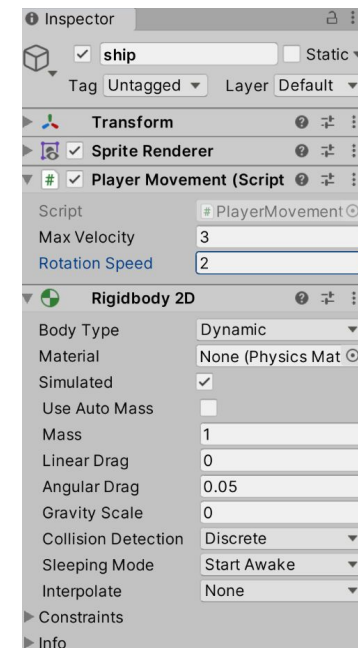 Inspector
ship Static
Tag Untagged Layer Default
Transform
Sprite Renderer
# Player Movement (Script
Script # PlayerMovement
Max Velocity 3
Rotation Speed 2
Rigidbody 2D
Body Type Dynamic
Material None (Physics Mat
Simulated
Use Auto Mass
Mass 1
Linear Drag 0
Angular Drag 0.05
Gravity Scale 0
Collision Detection Discrete
Sleeping Mode Start Awake
Interpolate None
Constraints
Info